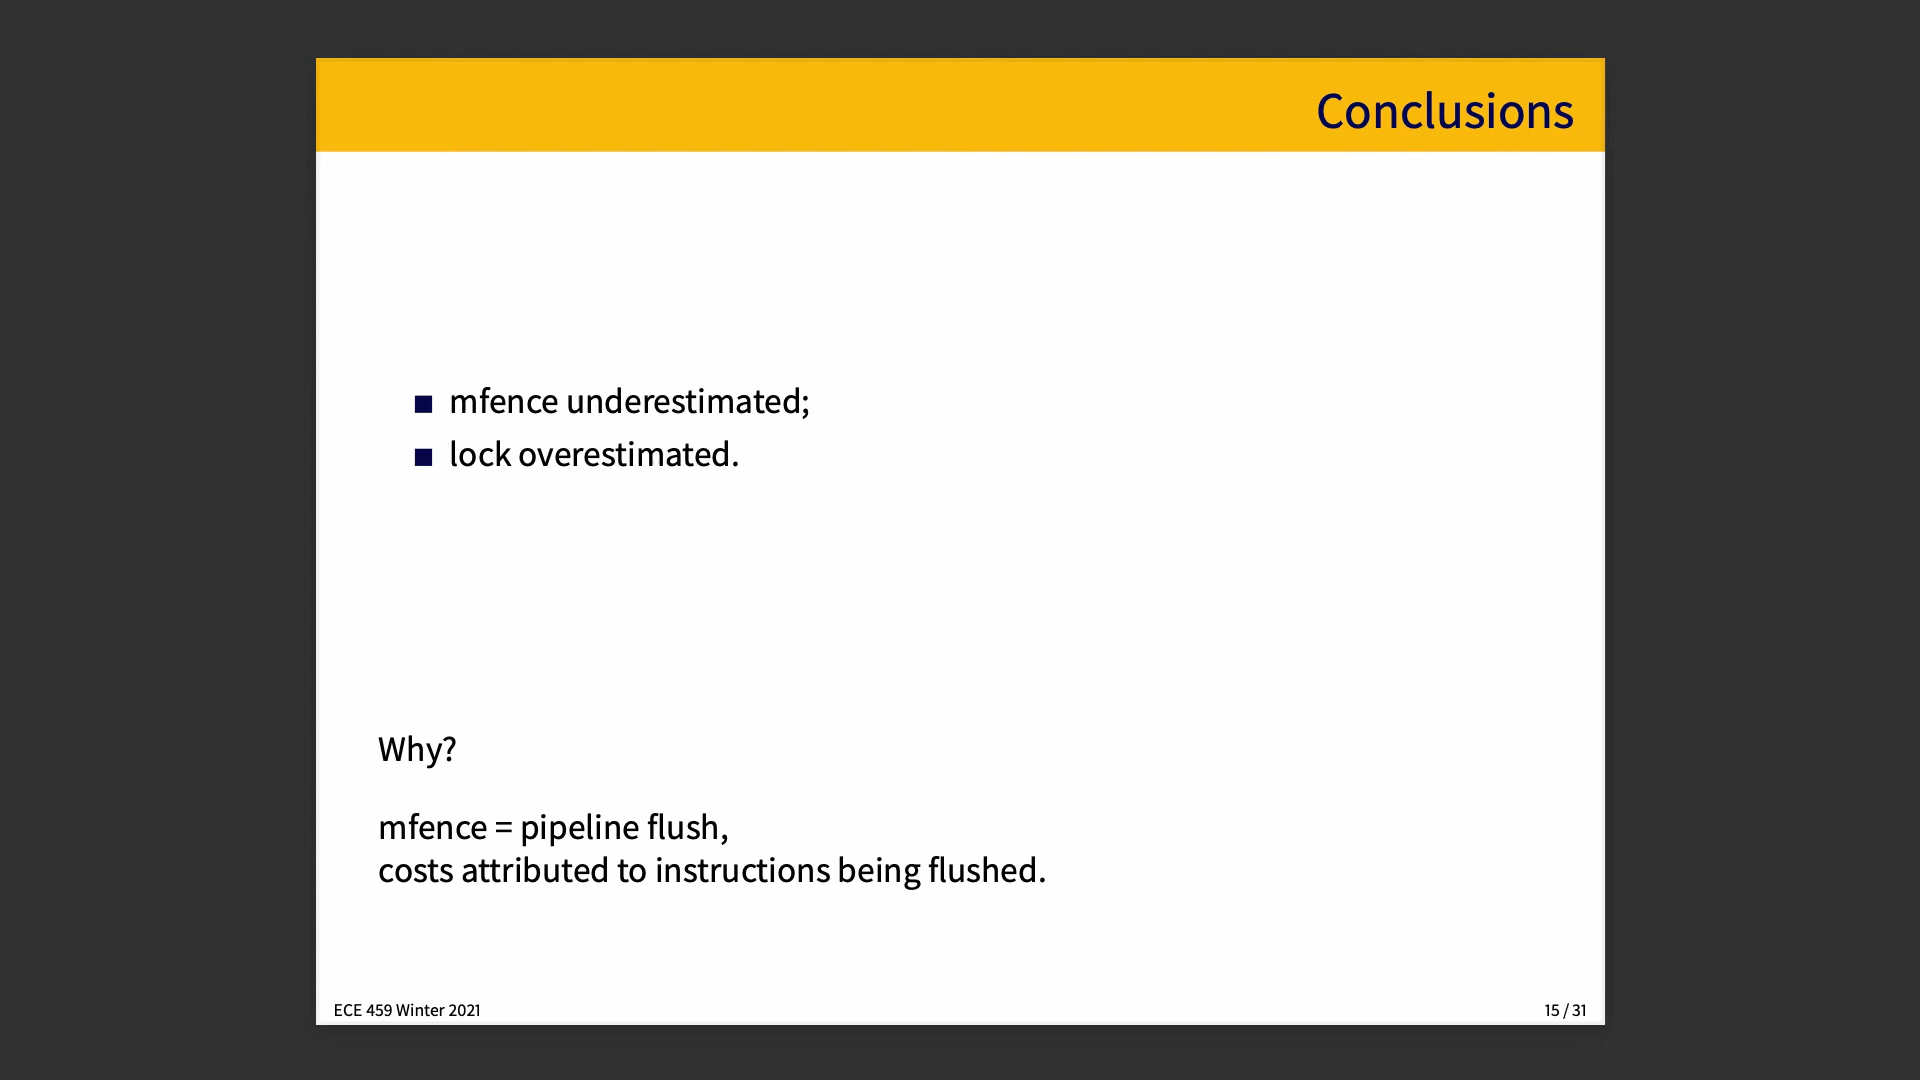 Conclusions
mfence underestimated;
lock overestimated.
Why?
mfence = pipeline flush,
costs attributed to instructions being flushed.
ECE 459 Winter 2021
15 / 31